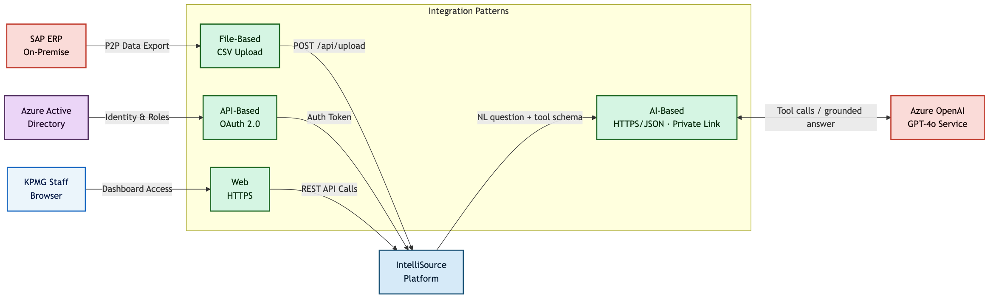 Integration Patterns
SAP ERP
On-Premise
P2P Data Export
File-Based
CSV Upload
POST /api/upload
Azure Active
Directory
Identity & Roles
API-Based
OAuth 2.0
Auth Token
NL question + tool schema
AI-Based
HTTPS/JSON · Private Link
Tool calls / grounded
answer
Azure OpenAI
GPT-4o Service
KPMG Staff
Browser
Dashboard Access
Web
HTTPS
REST API Calls
IntelliSource
Platform